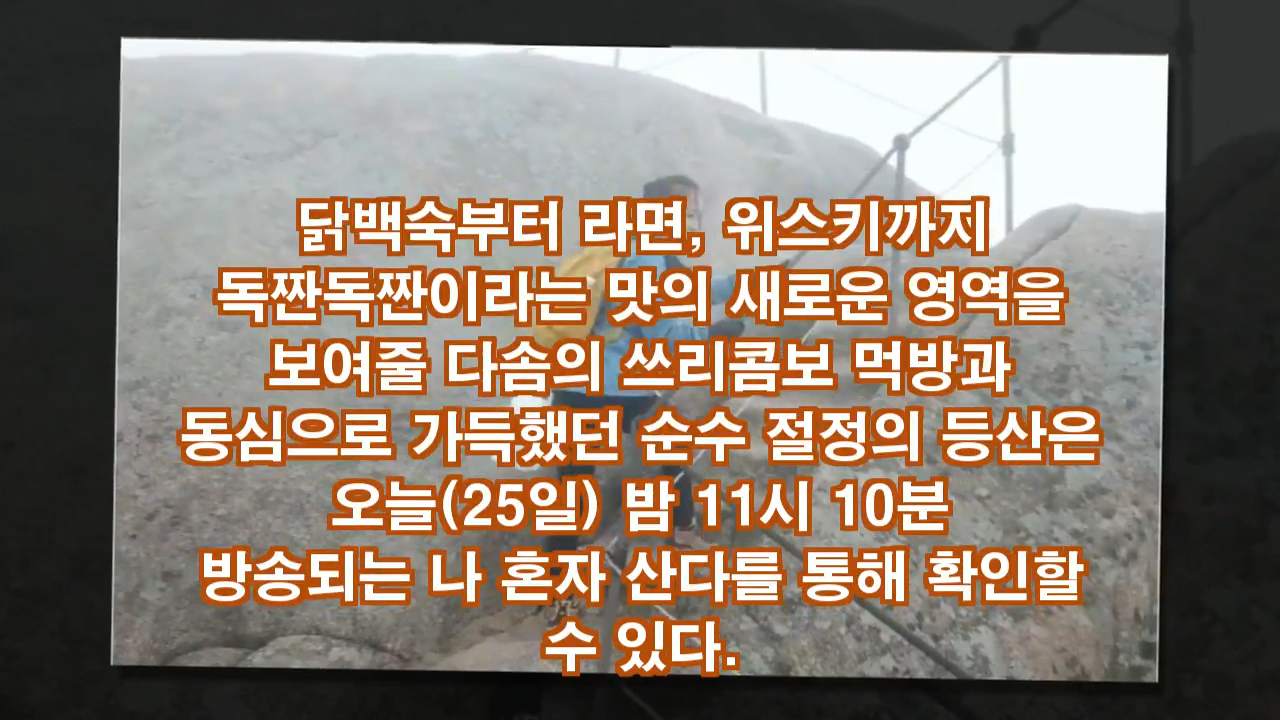 닭백숙부터 라면, 위스키까지
독짠독짠이라는 맛의 새로운 영역을
보여줄 다솜의 쓰리콤보 먹방과
동심으로 가득했던 순수 절정의 등산은
오늘(25일) 밤 11시 10분
방송되는 나 혼자 산다를 통해 확인할
수 있다.